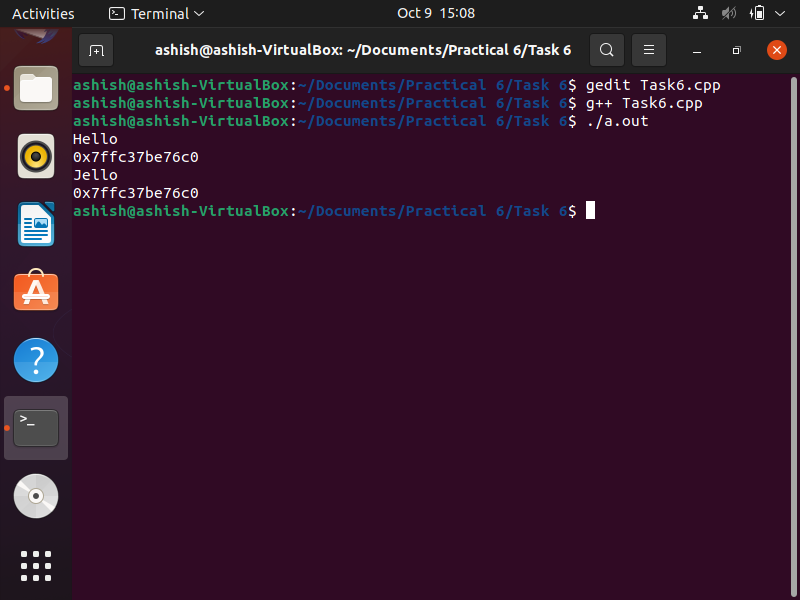 Activities Terminal Oct 9 15:08
ashish@ashish-VirtualBox: ~/Documents/Practical 6/Task 6
ashish@ashish-VirtualBox:~/Documents/Practical 6/Task 6$ gedit Task6.cpp
ashish@ashish-VirtualBox:~/Documents/Practical 6/Task 6$ g++ Task6.cpp
ashish@ashish-VirtualBox:~/Documents/Practical 6/Task 6$ ./a.out
Hello
0x7ffc37be76c0
Jello
0x7ffc37be76c0
ashish@ashish-VirtualBox:~/Documents/Practical 6/Task 6$